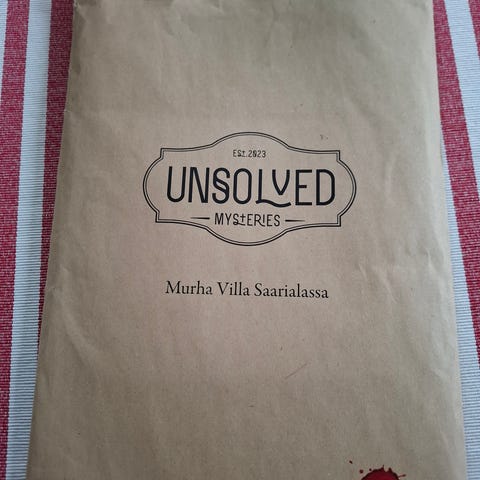 Est.2023
UNSOLVED
MYSTERIES
Murha Villa Saarialassa